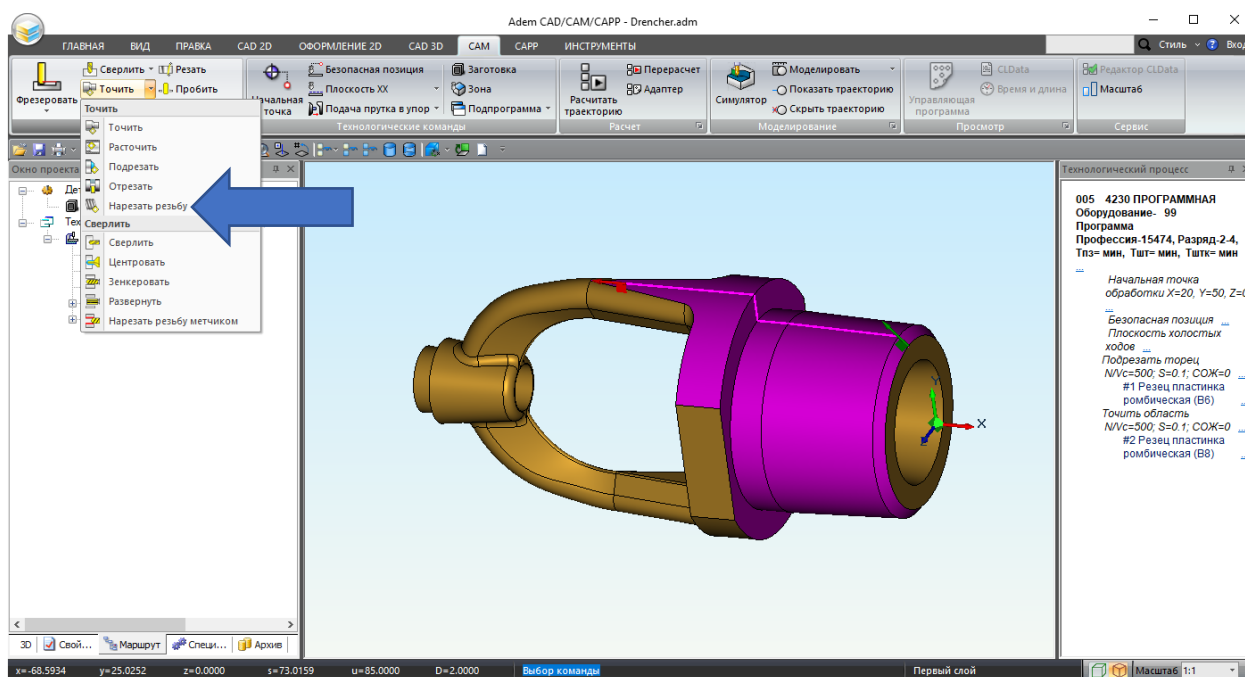 Adem CAD/CAM/CAPP - Drencher.adm
ГЛАВНАЯ ВИД ПРАВКА CAD 2D ОФОРМЛЕНИЕ 2D CAD 3D CAM CAPP ИНСТРУМЕНТЫ
Стиль ? Вход
Фрезеровать
Сверлить Резать
Точить Пробить
Начальная
точка
Безопасная позиция
Плоскость ХХ
Подача прутка в упор
Заготовка
Зона
Подпрограмма
Технологические команды
Расчитать
траекторию
Перерасчет
Адаптер
Расчет
Симулятор
Моделировать
Показать траекторию
Скрыть траекторию
Моделирование
Управляющая
программа
CLData
Время и длина
Просмотр
Редактор CLData
Масштаб
Сервис
Точить
Точить
Расточить
Подрезать
Отрезать
Нарезать резьбу
Сверлить
Сверлить
Центровать
Зенкеровать
Развернуть
Нарезать резьбу метчиком
Окно проекта
Дет
Тех
X
Y
Z
Технологический процесс
005 4230 ПРОГРАММНАЯ
Оборудование- 99
Программа
Профессия-15474, Разряд-2-4,
Тпз= мин, Тшт= мин, Тштк= мин
...
Начальная точка
обработки X=20, Y=50, Z=0
...
Безопасная позиция ...
Плоскость холостых
ходов ...
Подрезать торец
N/Vc=500; S=0.1; СОЖ=0 ...
#1 Резец пластинка
ромбическая (B6) ...
Точить область
N/Vc=500; S=0.1; СОЖ=0 ...
#2 Резец пластинка
ромбическая (B8) ...
3D Свой... Маршрут Специ... Архив
x=-68.5934 y=25.0252 z=0.0000 s=73.0159 u=85.0000 D=2.0000 Выбор команды Первый слой Масштаб 1:1